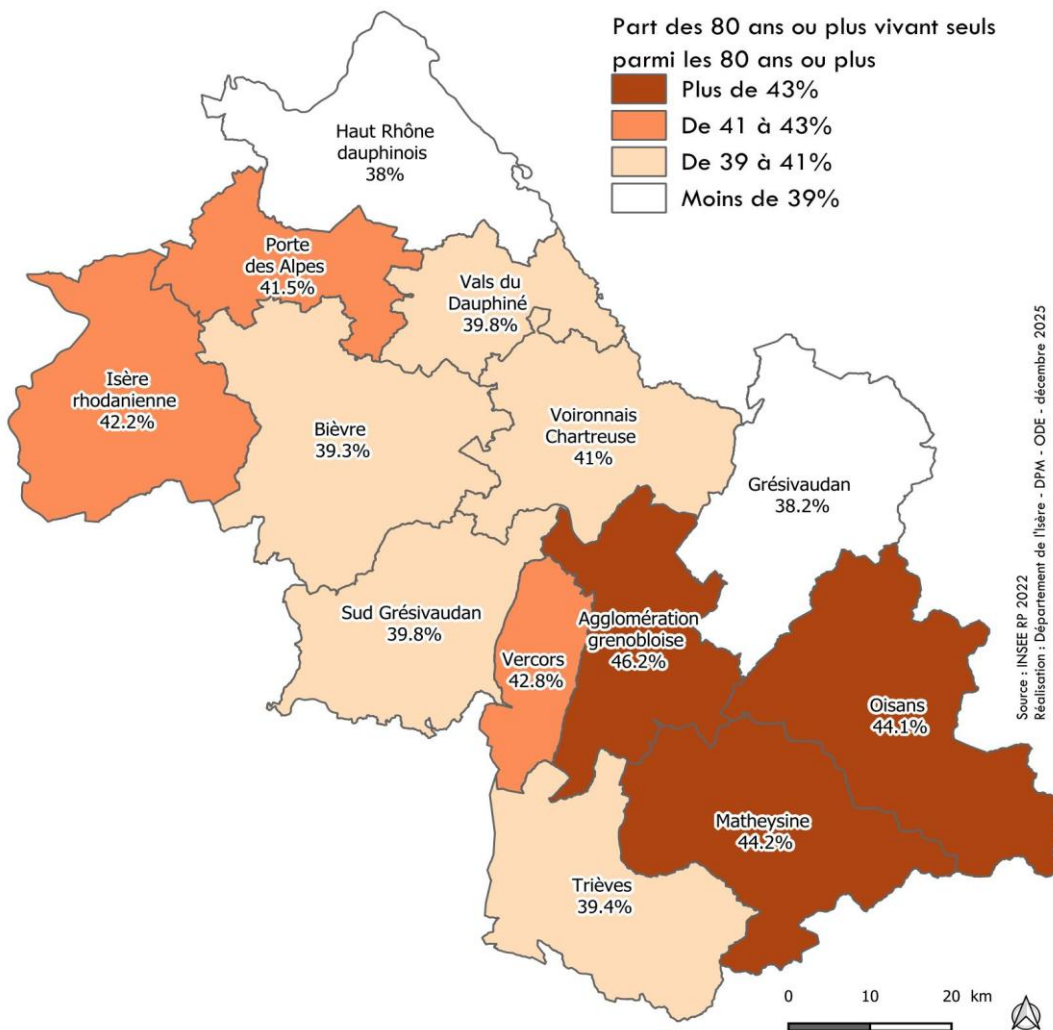 Part des 80 ans ou plus vivant seuls
parmi les 80 ans ou plus
Plus de 43%
De 41 à 43%
De 39 à 41%
Moins de 39%
Haut Rhône
dauphinois
38%
Porte
des Alpes
41.5%
Vals du
Dauphiné
39.8%
Isère
rhodanienne
42.2%
Bièvre
39.3%
Voironnais
Chartreuse
41%
Grésivaudan
38.2%
Sud Grésivaudan
39.8%
Vercors
42.8%
Agglomération
grenobloise
46.2%
Oisans
44.1%
Matheysine
44.2%
Trièves
39.4%
Source : INSEE RP 2022
Réalisation : Département de l'Isère - DPM - ODE - décembre 2025
0 10 20 km